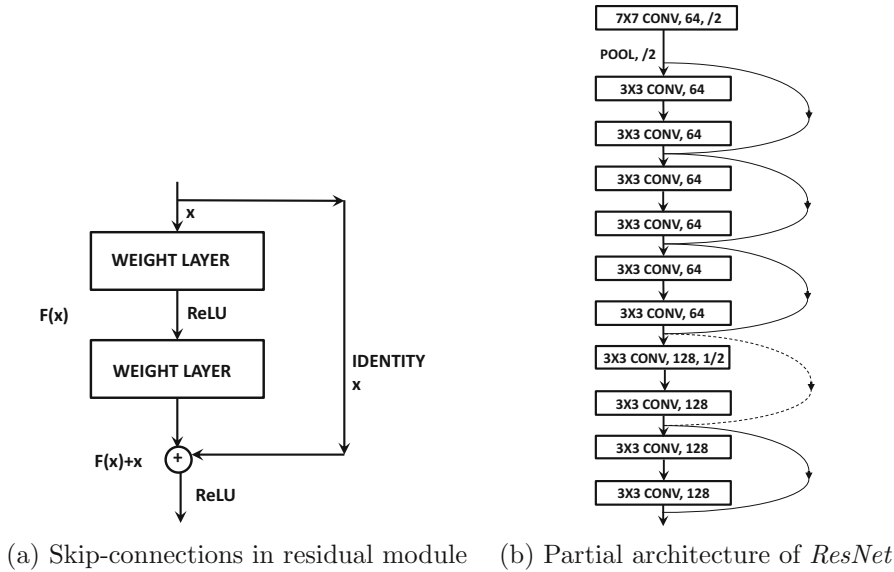 x
WEIGHT LAYER
F(x)
ReLU
WEIGHT LAYER
IDENTITY
x
F(x)+x
+
ReLU
(a) Skip-connections in residual module
7X7 CONV, 64, /2
POOL, /2
3X3 CONV, 64
3X3 CONV, 64
3X3 CONV, 64
3X3 CONV, 64
3X3 CONV, 64
3X3 CONV, 64
3X3 CONV, 128, 1/2
3X3 CONV, 128
3X3 CONV, 128
3X3 CONV, 128
(b) Partial architecture of ResNet